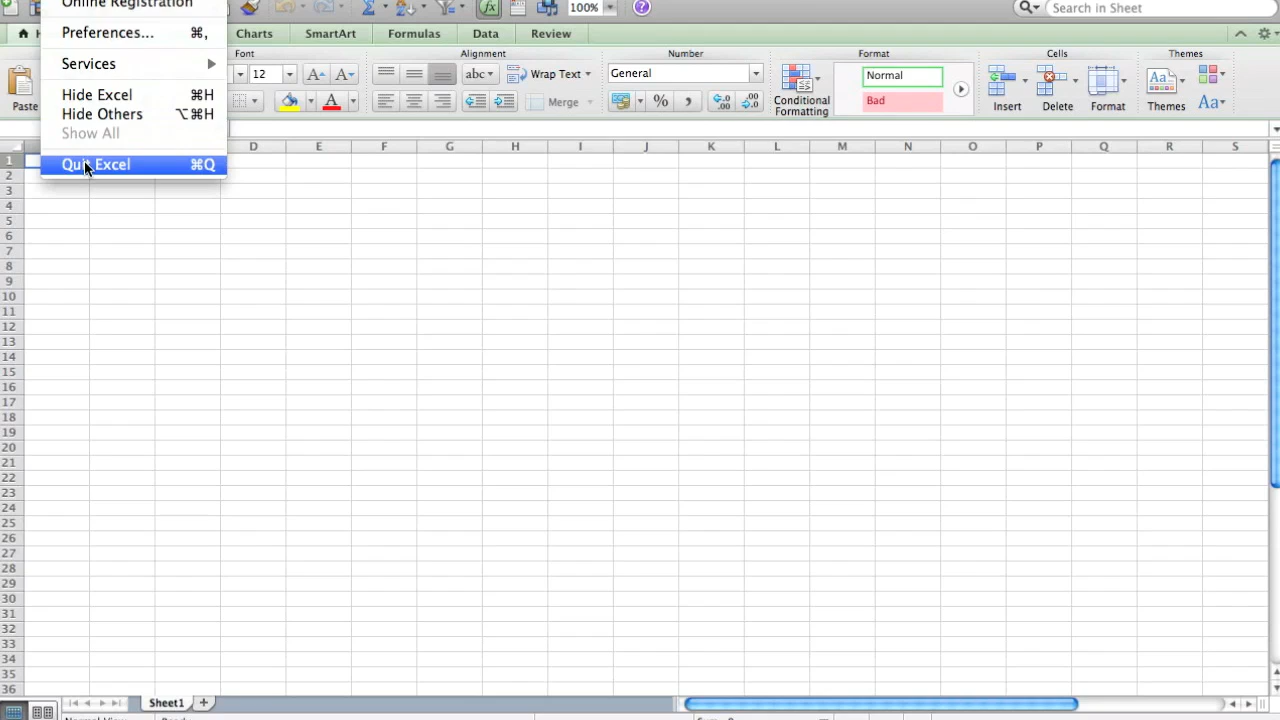 Online Registration
100%
Search in Sheet
Preferences... ⌘,
Charts SmartArt Formulas Data Review
Services
Font Alignment Number Format Cells Themes
12 abc Wrap Text General Normal
Hide Excel ⌘H
Paste Merge % Conditional Formatting Bad Insert Delete Format Themes Aa
Hide Others ⌥⌘H
Show All
Quit Excel ⌘Q
D E F G H I J K L M N O P Q R S
1
2
3
4
5
6
7
8
9
10
11
12
13
14
15
16
17
18
19
20
21
22
23
24
25
26
27
28
29
30
31
32
33
34
35
36
Sheet1